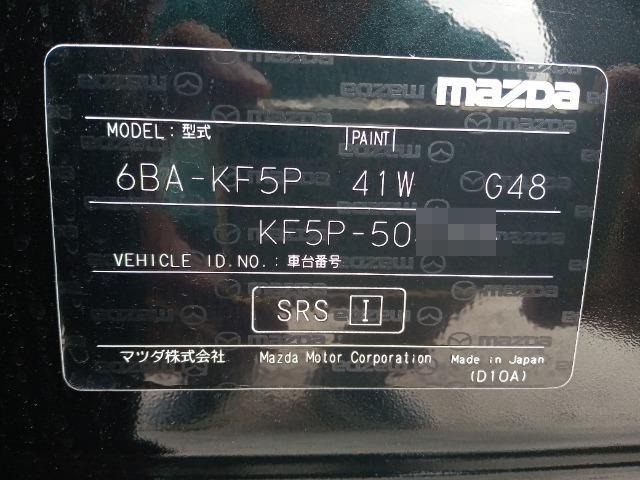 mazda
MODEL: 型式 PAINT
6BA-KF5P 41W G48
KF5P-50
VEHICLE ID.NO.: 車台番号
SRS I
マツダ株式会社 Mazda Motor Corporation Made in Japan
(D10A)